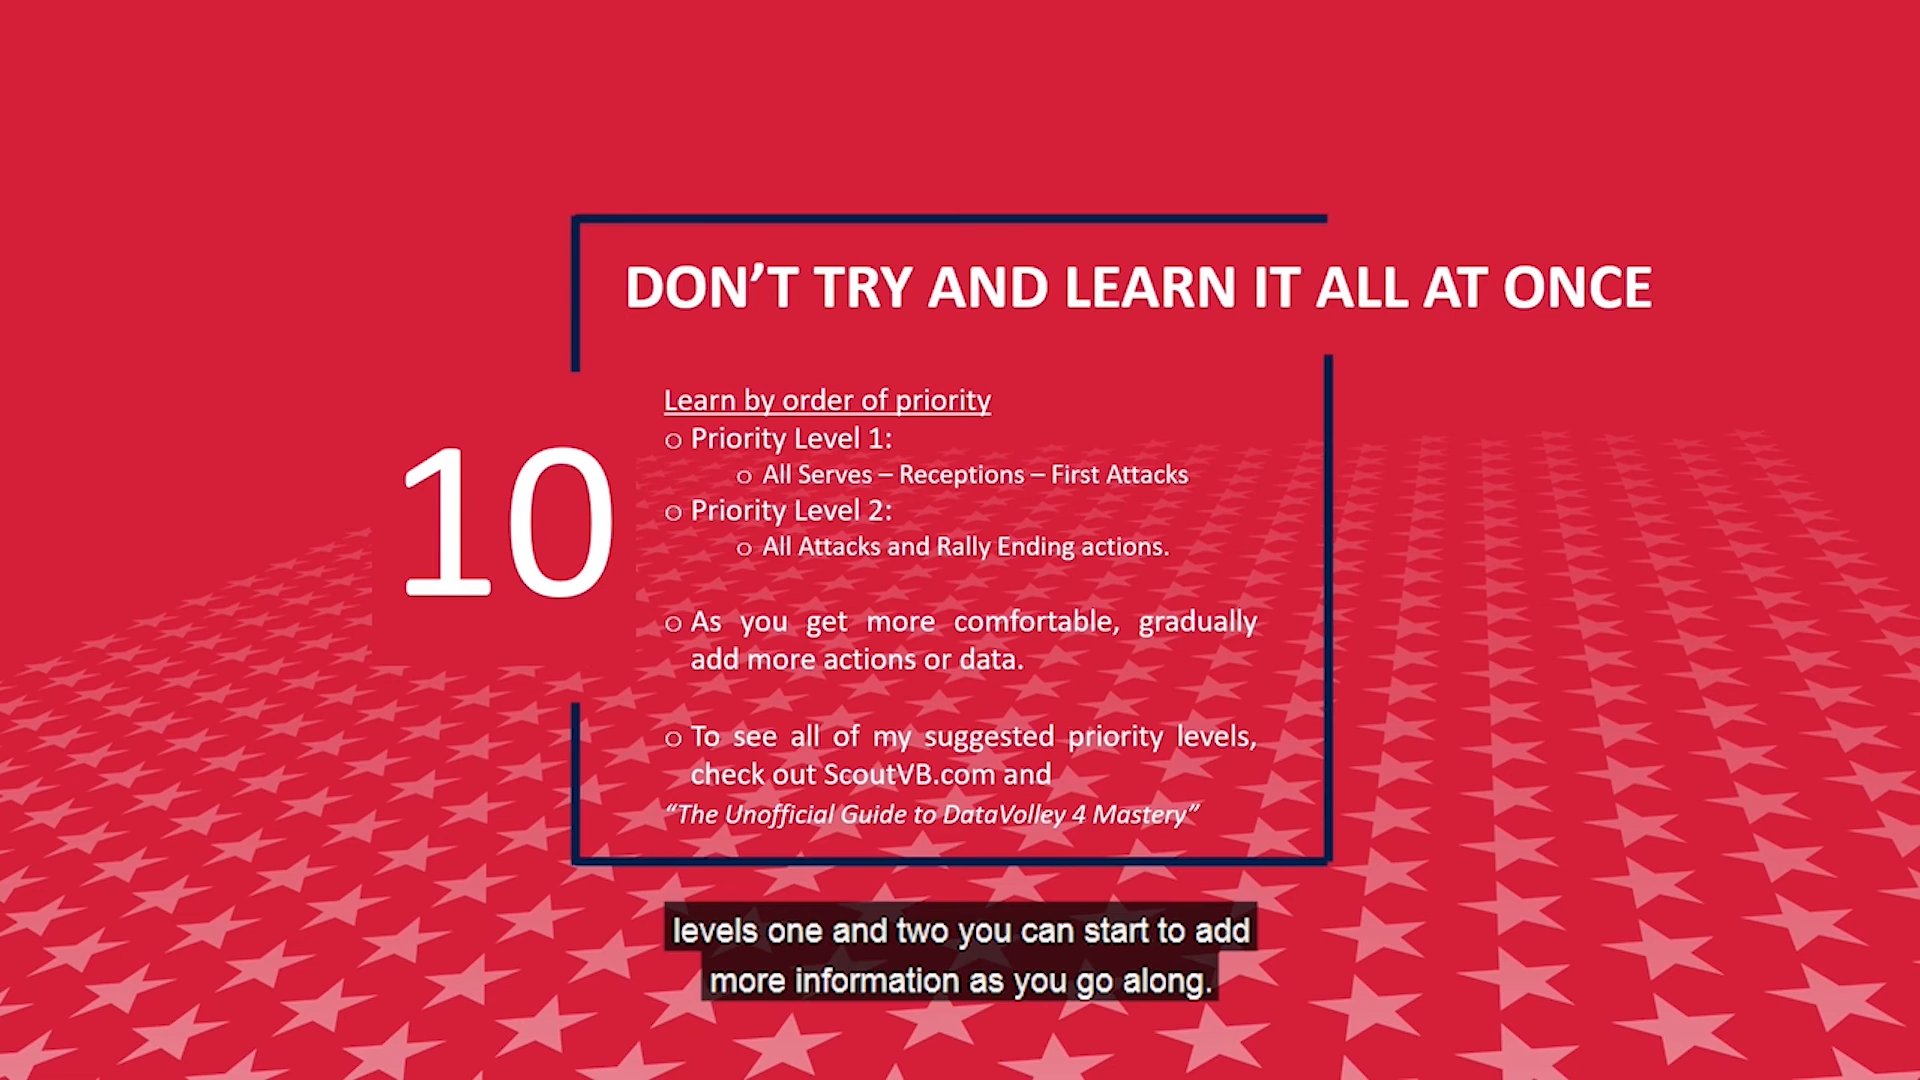 DON’T TRY AND LEARN IT ALL AT ONCE
10
Learn by order of priority
o Priority Level 1:
o All Serves – Receptions – First Attacks
o Priority Level 2:
o All Attacks and Rally Ending actions.
o As you get more comfortable, gradually
add more actions or data.
o To see all of my suggested priority levels,
check out ScoutVB.com and
“The Unofficial Guide to DataVolley 4 Mastery”
levels one and two you can start to add
more information as you go along.